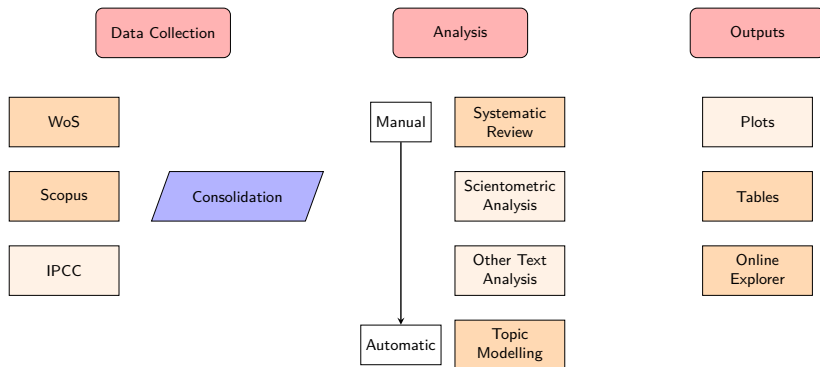 Data Collection
Analysis
Outputs
WoS
Manual
Systematic
Review
Plots
Scopus
Consolidation
Scientometric
Analysis
Tables
IPCC
Other Text
Analysis
Online
Explorer
Automatic
Topic
Modelling